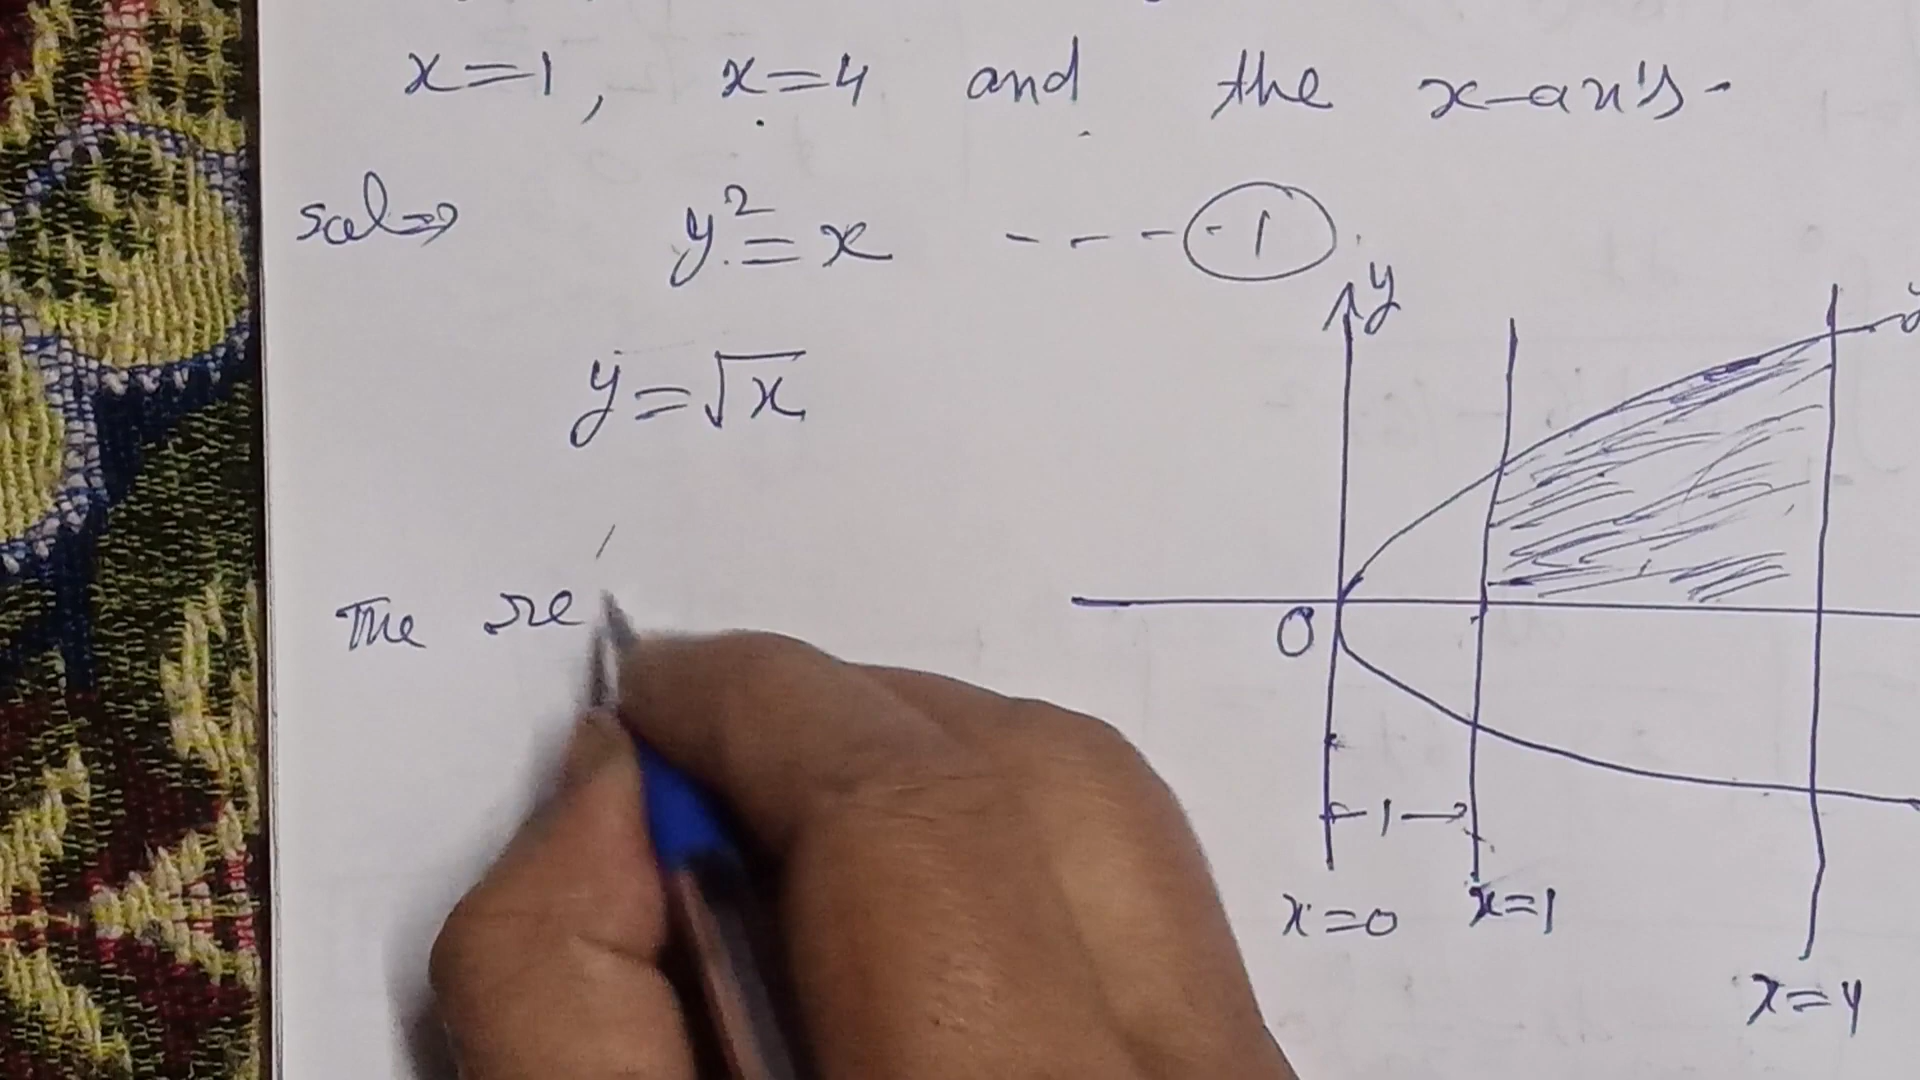 x=1, x=4 and the x-axis.
sol⇒ y²=x ----①
y=√x
The re
y
O
1
x=0
x=1
x=4